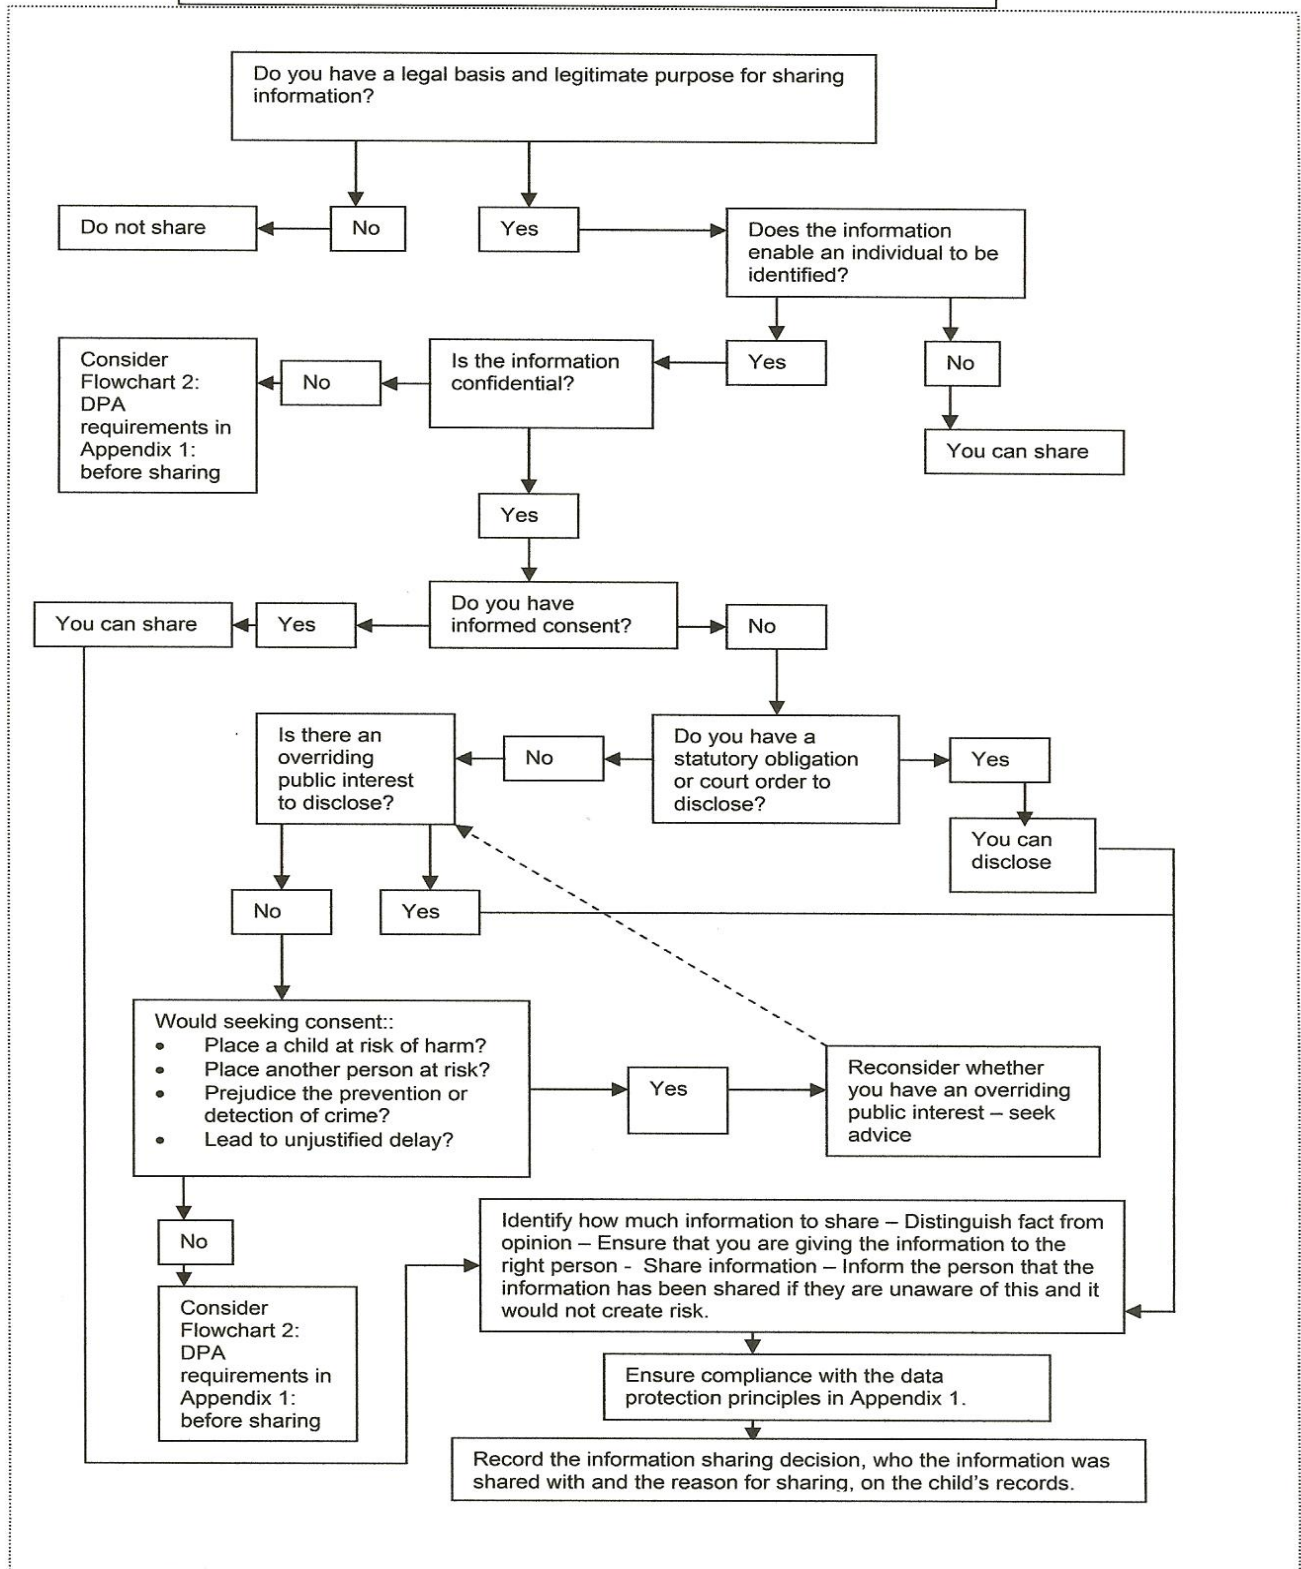 Do you have a legal basis and legitimate purpose for sharing
information?
Do not share
No
Yes
Does the information
enable an individual to be
identified?
Consider
Flowchart 2:
DPA
requirements in
Appendix 1:
before sharing
No
Is the information
confidential?
Yes
No
You can share
Yes
You can share
Yes
Do you have
informed consent?
No
Is there an
overriding
public interest
to disclose?
No
Do you have a
statutory obligation
or court order to
disclose?
Yes
You can
disclose
No
Yes
Would seeking consent::
• Place a child at risk of harm?
• Place another person at risk?
• Prejudice the prevention or
detection of crime?
• Lead to unjustified delay?
Yes
Reconsider whether
you have an overriding
public interest – seek
advice
No
Consider
Flowchart 2:
DPA
requirements in
Appendix 1:
before sharing
Identify how much information to share – Distinguish fact from
opinion – Ensure that you are giving the information to the
right person - Share information – Inform the person that the
information has been shared if they are unaware of this and it
would not create risk.
Ensure compliance with the data
protection principles in Appendix 1.
Record the information sharing decision, who the information was
shared with and the reason for sharing, on the child's records.